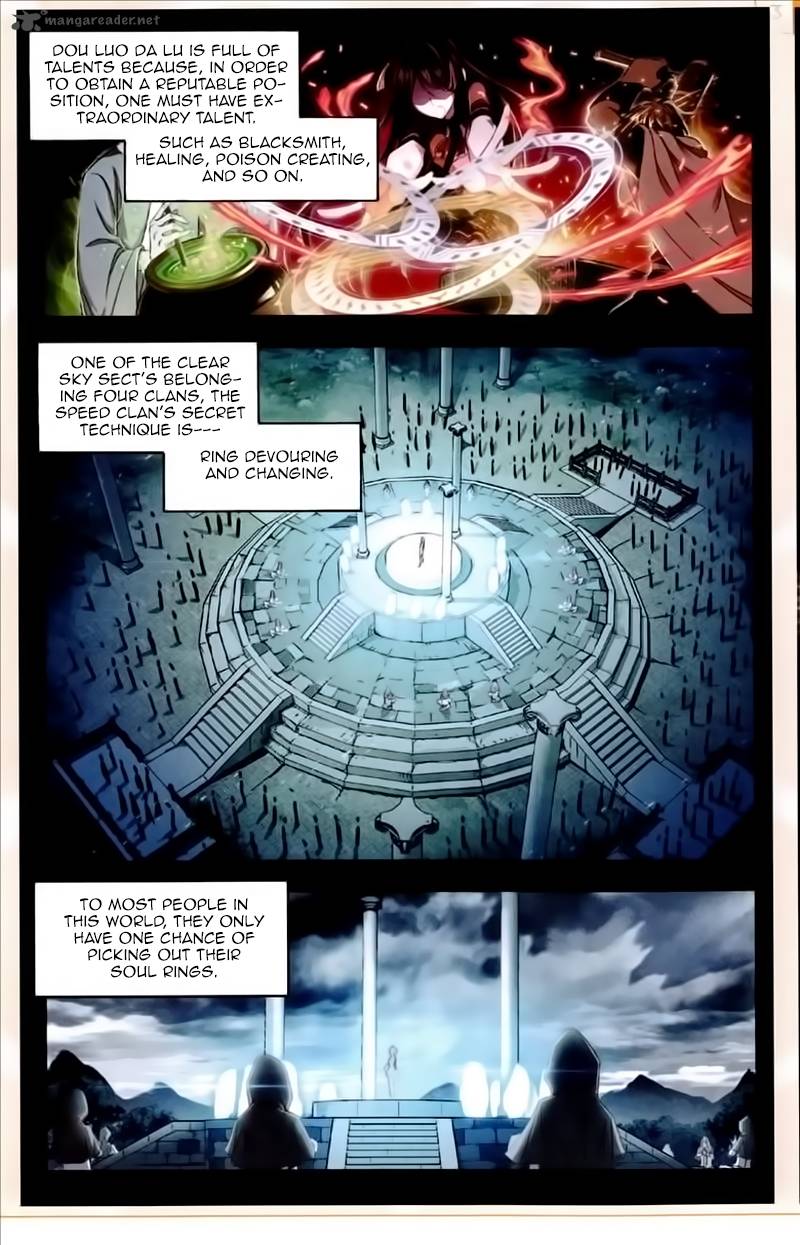 mangareader.net
3
DOU LUO DA LU IS FULL OF
TALENTS BECAUSE, IN ORDER
TO OBTAIN A REPUTABLE PO-
SITION, ONE MUST HAVE EX-
TRAORDINARY TALENT.
SUCH AS BLACKSMITH,
HEALING, POISON CREATING,
AND SO ON.
ONE OF THE CLEAR
SKY SECT'S BELONG-
ING FOUR CLANS, THE
SPEED CLAN'S SECRET
TECHNIQUE IS---
RING DEVOURING
AND CHANGING.
TO MOST PEOPLE IN
THIS WORLD, THEY ONLY
HAVE ONE CHANCE OF
PICKING OUT THEIR
SOUL RINGS.